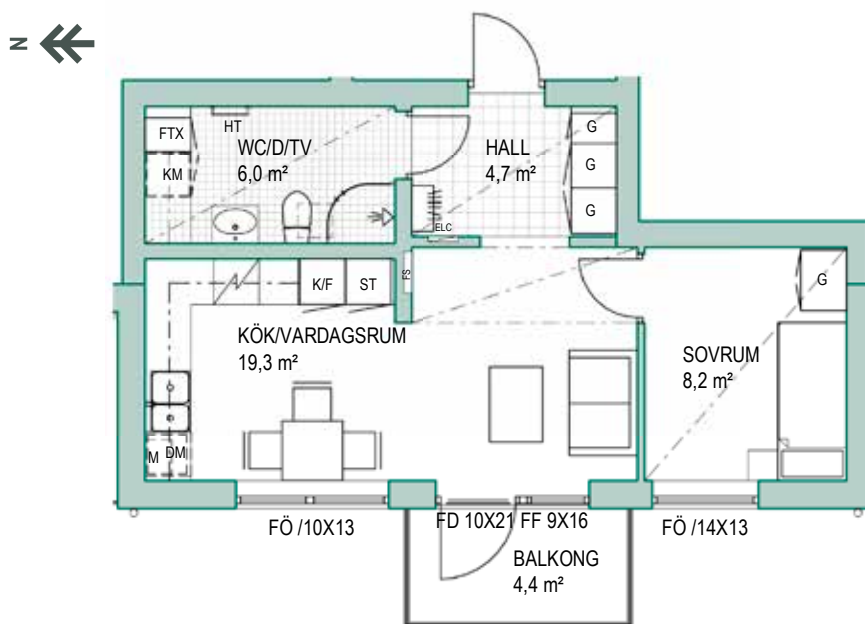 N
FTX
HT
WC/D/TV
6,0 m²
KM
HALL
4,7 m²
G
G
G
ELC
K/F
ST
FS
G
KÖK/VARDAGSRUM
19,3 m²
SOVRUM
8,2 m²
M
DM
FÖ /10X13
FD 10X21
FF 9X16
FÖ /14X13
BALKONG
4,4 m²